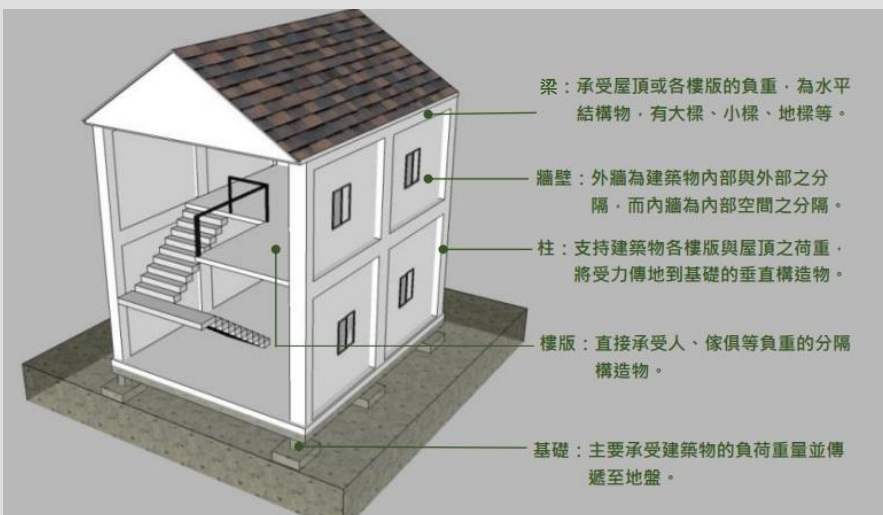 梁：承受屋頂或各樓版的負重，為水平
結構物，有大樑、小樑、地樑等。
牆壁：外牆為建築物內部與外部之分
隔，而內牆為內部空間之分隔。
柱：支持建築物各樓版與屋頂之荷重，
將受力傳地到基礎的垂直構造物。
樓版：直接承受人、傢俱等負重的分隔
構造物。
基礎：主要承受建築物的負荷重量並傳
遞至地盤。